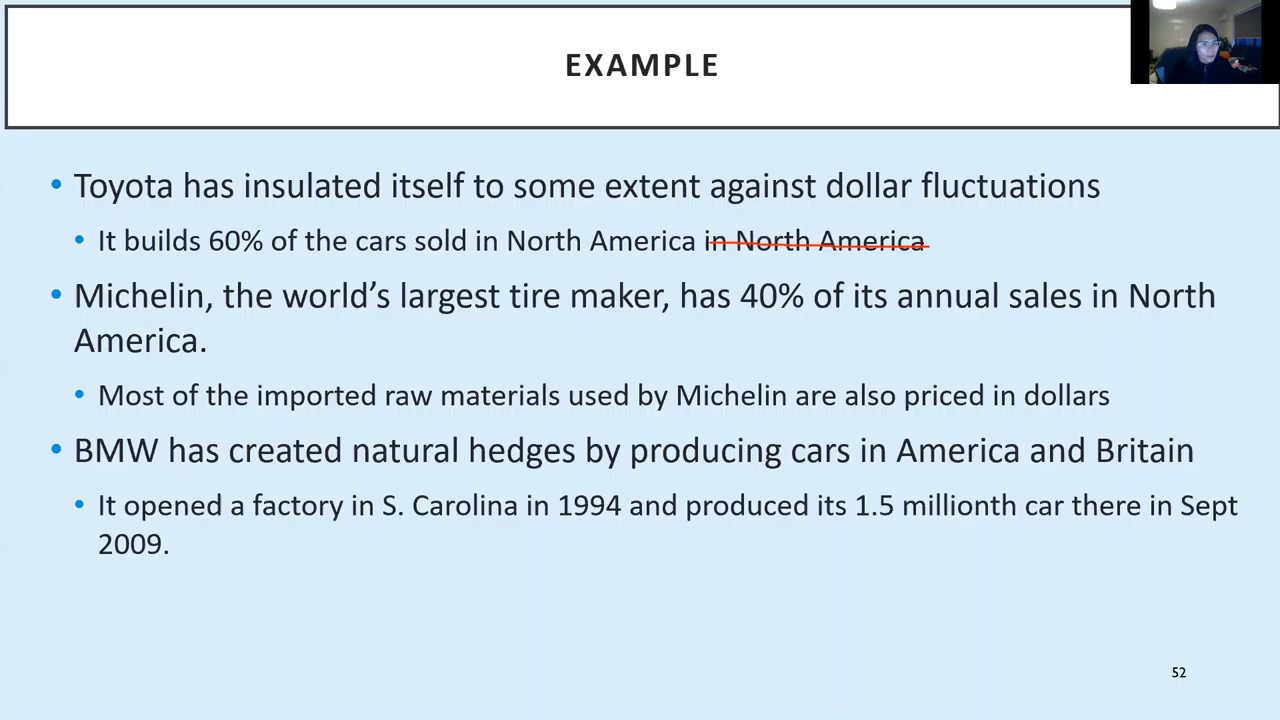 EXAMPLE
• Toyota has insulated itself to some extent against dollar fluctuations
• It builds 60% of the cars sold in North America in North America
• Michelin, the world’s largest tire maker, has 40% of its annual sales in North
America.
• Most of the imported raw materials used by Michelin are also priced in dollars
• BMW has created natural hedges by producing cars in America and Britain
• It opened a factory in S. Carolina in 1994 and produced its 1.5 millionth car there in Sept
2009.
52